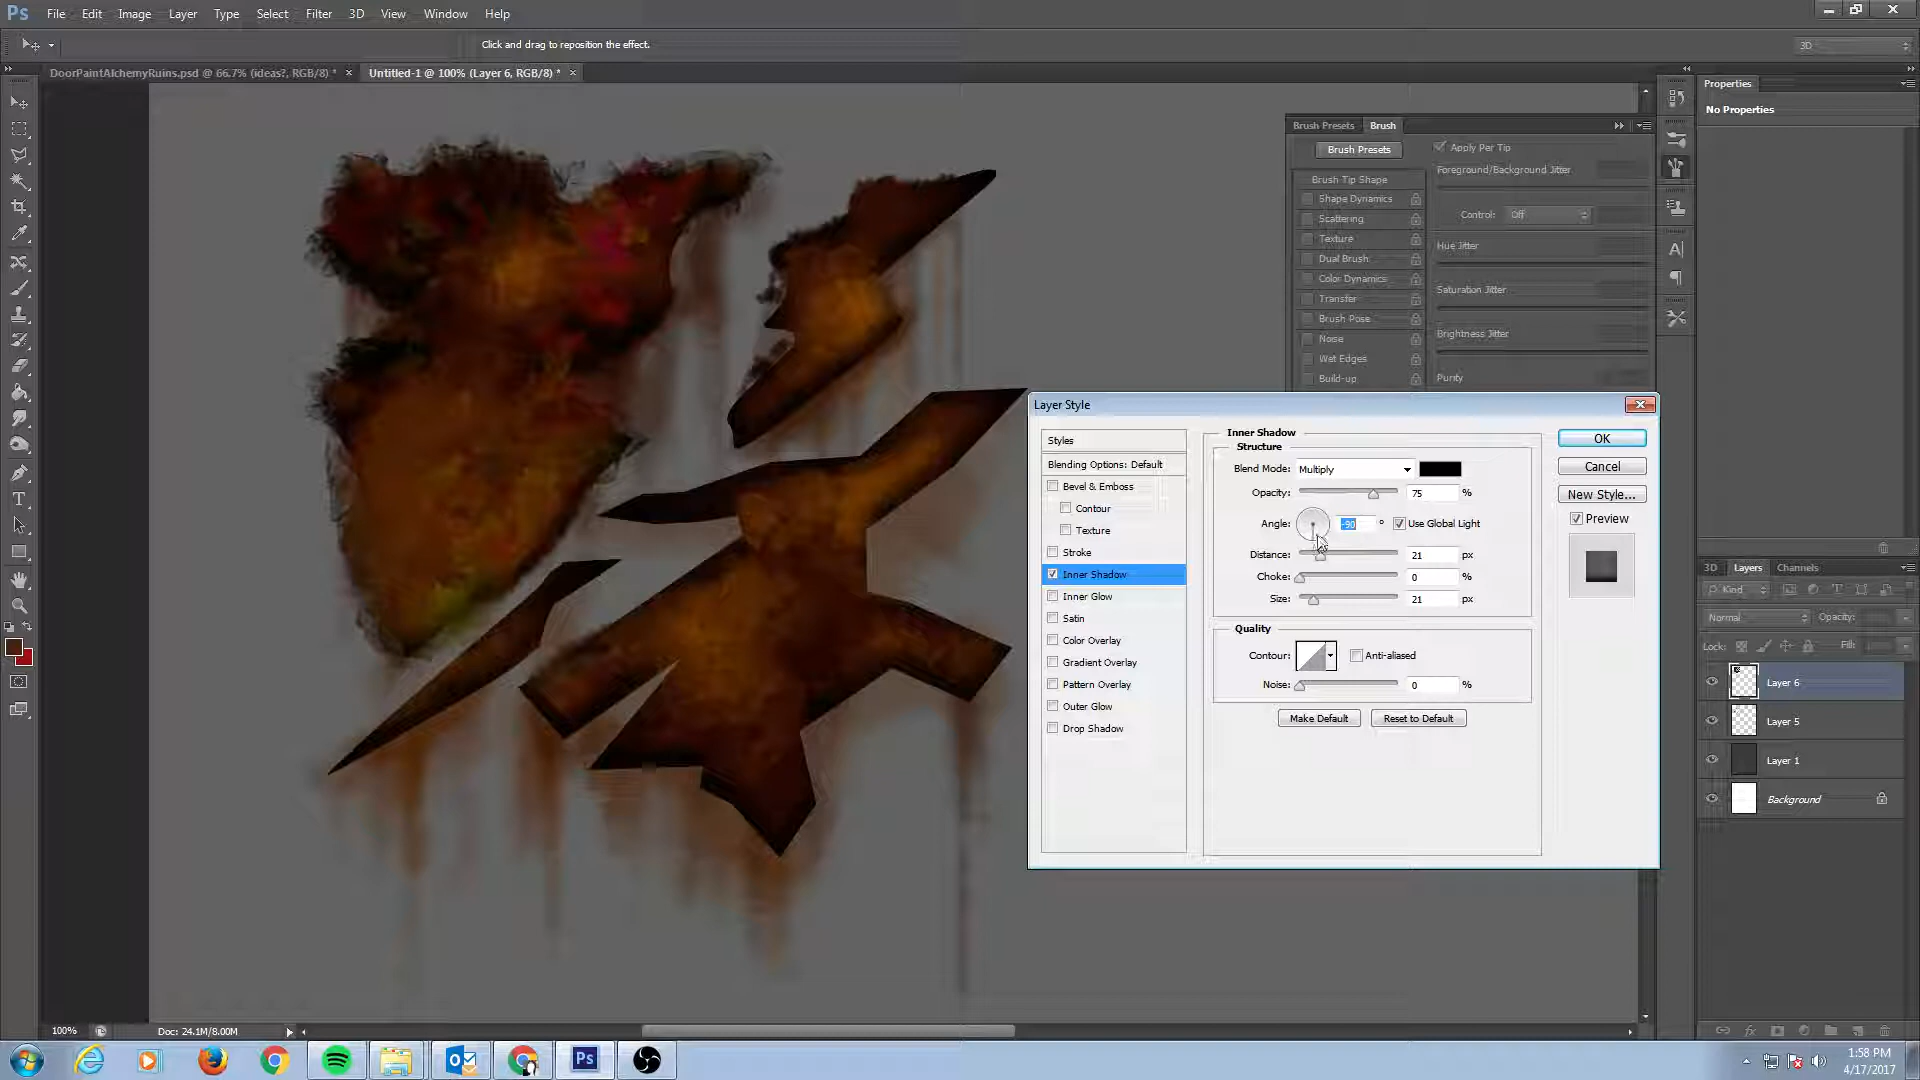 Ps File Edit Image Layer Type Select Filter 3D View Window Help
Click and drag to reposition the effect.
3D
DoorPaintAlchemyRuins.psd @ 66.7% (ideas?, RGB/8) * ×
Untitled-1 @ 100% (Layer 6, RGB/8) * ×
Properties
No Properties
Brush Presets Brush
Brush Presets
Apply Per Tip
Foreground/Background Jitter
Brush Tip Shape
Shape Dynamics
Scattering
Control: Off
Texture
Hue Jitter
Dual Brush
Color Dynamics
Saturation Jitter
Transfer
Brush Pose
Brightness Jitter
Noise
Wet Edges
Build-up
Purity
Layer Style
Styles
Blending Options: Default
Bevel & Emboss
Contour
Texture
Stroke
Inner Shadow
Inner Glow
Satin
Color Overlay
Gradient Overlay
Pattern Overlay
Outer Glow
Drop Shadow
Inner Shadow
Structure
Blend Mode: Multiply
Opacity: 75 %
Angle: -90 ° Use Global Light
Distance: 21 px
Choke: 0 %
Size: 21 px
Quality
Contour: Anti-aliased
Noise: 0 %
Make Default Reset to Default
OK
Cancel
New Style...
Preview
3D Layers Channels
Kind
Normal Opacity:
Lock: Fill:
Layer 6
Layer 5
Layer 1
Background
100% Doc: 24.1M/8.00M
Ps
1:58 PM
4/17/2017